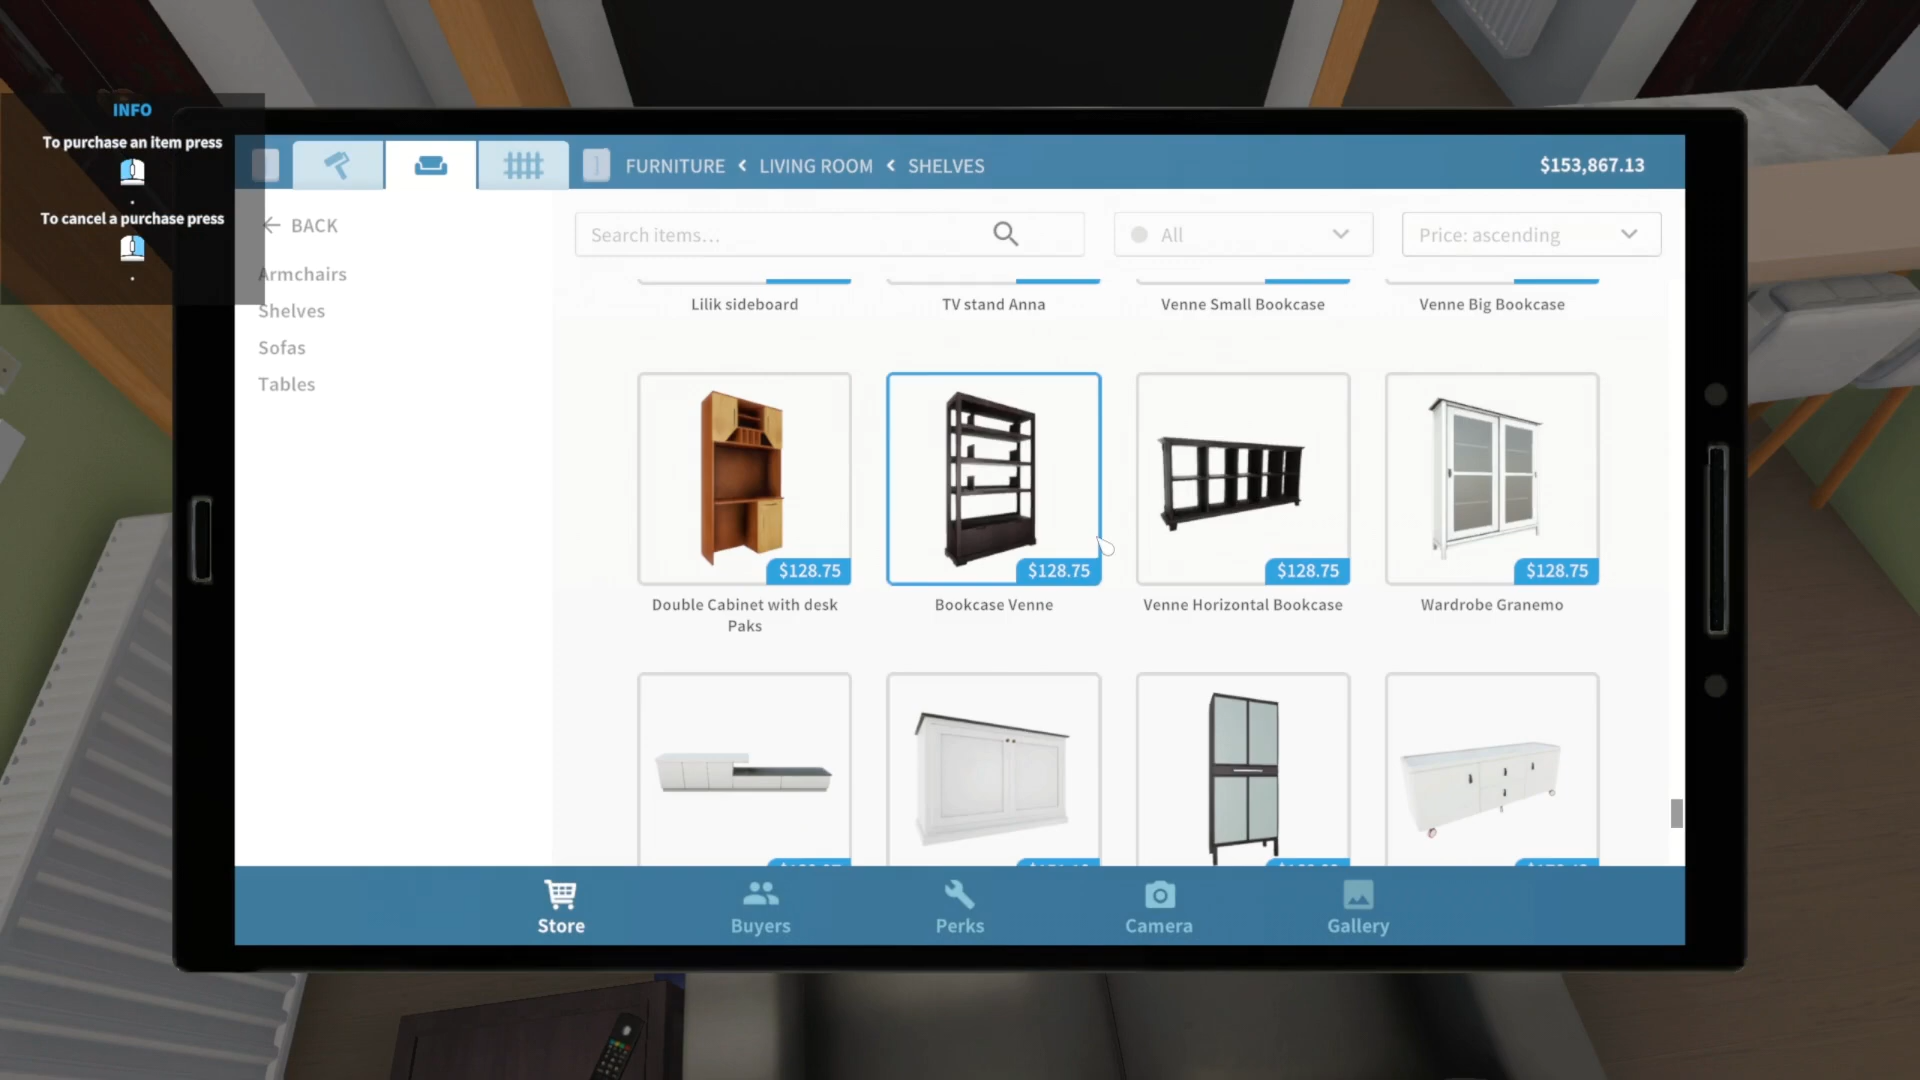 INFO
To purchase an item press
.
To cancel a purchase press
.
FURNITURE < LIVING ROOM < SHELVES
$153,867.13
BACK
Armchairs
Shelves
Sofas
Tables
Search items...
All
Price: ascending
Lilik sideboard
TV stand Anna
Venne Small Bookcase
Venne Big Bookcase
$128.75
$128.75
$128.75
$128.75
Double Cabinet with desk
Paks
Bookcase Venne
Venne Horizontal Bookcase
Wardrobe Granemo
Store
Buyers
Perks
Camera
Gallery